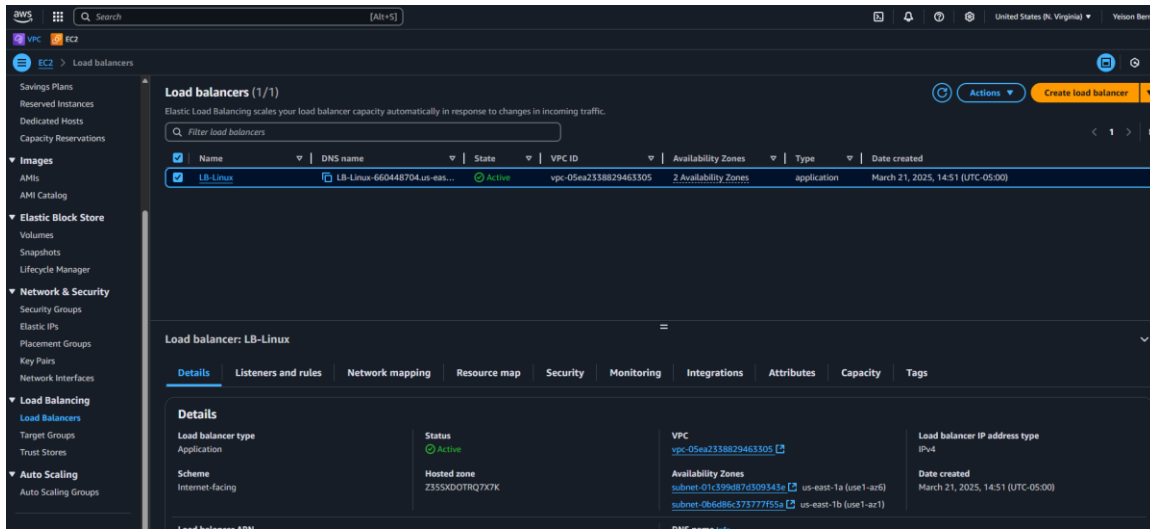 aws
Search [Alt+S]
United States (N. Virginia) ▼ Yeison Ber
VPC EC2
EC2 > Load balancers
Savings Plans
Reserved Instances
Dedicated Hosts
Capacity Reservations
Images
AMIs
AMI Catalog
Elastic Block Store
Volumes
Snapshots
Lifecycle Manager
Network & Security
Security Groups
Elastic IPs
Placement Groups
Key Pairs
Network Interfaces
Load Balancing
Load Balancers
Target Groups
Trust Stores
Auto Scaling
Auto Scaling Groups
Load balancers (1/1)
Actions ▼ Create load balancer
Elastic Load Balancing scales your load balancer capacity automatically in response to changes in incoming traffic.
Filter load balancers
< 1 >
Name DNS name State VPC ID Availability Zones Type Date created
LB-Linux LB-Linux-660448704.us-eas... Active vpc-05ea2338829463305 2 Availability Zones application March 21, 2025, 14:51 (UTC-05:00)
Load balancer: LB-Linux
Details Listeners and rules Network mapping Resource map Security Monitoring Integrations Attributes Capacity Tags
Details
Load balancer type Status VPC Load balancer IP address type
Application Active vpc-05ea2338829463305 IPv4
Scheme Hosted zone Availability Zones Date created
Internet-facing Z35SXDOTRQ7X7K subnet-01c399d87d309343e us-east-1a (use1-az6) March 21, 2025, 14:51 (UTC-05:00)
subnet-0b6d86c373777f55a us-east-1b (use1-az1)
Load balancer ARN DNS name